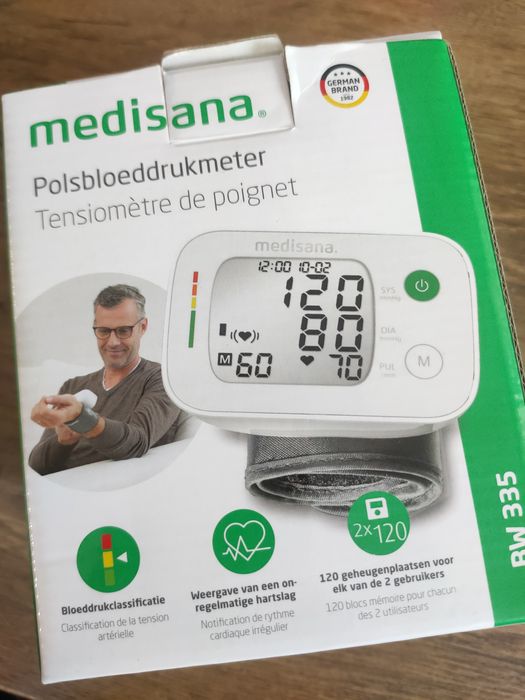 medisana®
GERMAN
BRAND
1982
Polsbloeddrukmeter
Tensiomètre de poignet
medisana.
12:00 10-02
120
SYS
mmHg
80
DIA
mmHg
M 60
70
PUL
/min
M
BW 335
2x120
Bloeddrukclassificatie
Classification de la tension
artérielle
Weergave van een on-
regelmatige hartslag
Notification de rythme
cardiaque irrégulier
120 geheugenplaatsen voor
elk van de 2 gebruikers
120 blocs mémoire pour chacun
des 2 utilisateurs